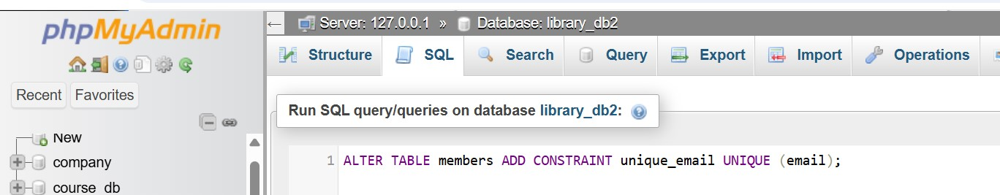 phpMyAdmin
Recent Favorites
New
company
course_db
← Server: 127.0.0.1 » Database: library_db2
Structure SQL Search Query Export Import Operations
Run SQL query/queries on database library_db2:
1 ALTER TABLE members ADD CONSTRAINT unique_email UNIQUE (email);